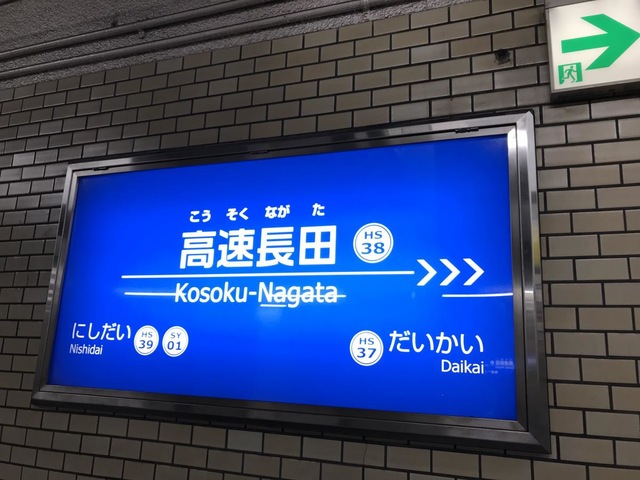 こうそくながた
高速長田 HS 38
Kosoku-Nagata
にしだい HS 39 SY 01
Nishidai
HS 37 だいかい
Daikai